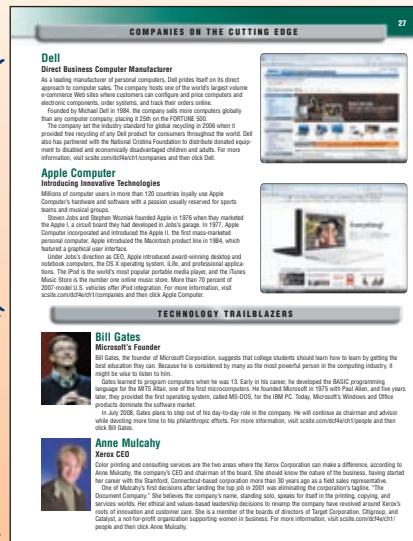 27
COMPANIES ON THE CUTTING EDGE
Dell
Direct Business Computer Manufacturer
As a leading manufacturer of personal computers, Dell prides itself on its direct
approach to computer sales. The company hosts one of the world's largest volume
e-commerce Web sites where customers can configure and price computers and
electronic components, order systems, and track their orders online.
Founded by Michael Dell in 1984, the company sells more computers globally
than any computer company, placing it 25th on the FORTUNE 500.
The company set the industry standard for global recycling in 2006 when it
provided free recycling of any Dell product for consumers throughout the world. Dell
also has partnered with the National Cristina Foundation to distribute donated equip-
ment to disabled and economically disadvantaged children and adults. For more
information, visit scsite.com/dcf4e/ch1/companies and then click Dell.
Apple Computer
Introducing Innovative Technologies
Millions of computer users in more than 120 countries loyally use Apple
Computer's hardware and software with a passion usually reserved for sports
teams and musical groups.
Steven Jobs and Stephen Wozniak founded Apple in 1976 when they marketed
the Apple I, a circuit board they had developed in Jobs's garage. In 1977, Apple
Computer incorporated and introduced the Apple II, the first mass-marketed
personal computer. Apple introduced the Macintosh product line in 1984, which
featured a graphical user interface.
Under Jobs's direction as CEO, Apple introduced award-winning desktop and
notebook computers, the OS X operating system, iLife, and professional applica-
tions. The iPod is the world's most popular portable media player, and the iTunes
Music Store is the number one online music store. More than 70 percent of
2007-model U.S. vehicles offer iPod integration. For more information, visit
scsite.com/dcf4e/ch1/companies and then click Apple Computer.
TECHNOLOGY TRAILBLAZERS
Bill Gates
Microsoft's Founder
Bill Gates, the founder of Microsoft Corporation, suggests that college students should learn how to learn by getting the
best education they can. Because he is considered by many as the most powerful person in the computing industry, it
might be wise to listen to him.
Gates learned to program computers when he was 13. Early in his career, he developed the BASIC programming
language for the MITS Altair, one of the first microcomputers. He founded Microsoft in 1975 with Paul Allen, and five years
later, they provided the first operating system, called MS-DOS, for the IBM PC. Today, Microsoft's Windows and Office
products dominate the software market.
In July 2008, Gates plans to step out of his day-to-day role in the company. He will continue as chairman and advisor
while devoting more time to his philanthropic efforts. For more information, visit scsite.com/dcf4e/ch1/people and then
click Bill Gates.
Anne Mulcahy
Xerox CEO
Color printing and consulting services are the two areas where the Xerox Corporation can make a difference, according to
Anne Mulcahy, the company's CEO and chairman of the board. She should know the nature of the business, having started
her career with the Stamford, Connecticut-based corporation more than 30 years ago as a field sales representative.
One of Mulcahy's first decisions after landing the top job in 2001 was eliminating the corporation's tagline, "The
Document Company." She believes the company's name, standing solo, speaks for itself in the printing, copying, and
services worlds. Her ethical and values-based leadership decisions to revamp the company have revolved around Xerox's
roots of innovation and customer care. She is a member of the boards of directors of Target Corporation, Citigroup, and
Catalyst, a not-for-profit organization supporting women in business. For more information, visit scsite.com/dcf4e/ch1/
people and then click Anne Mulcahy.